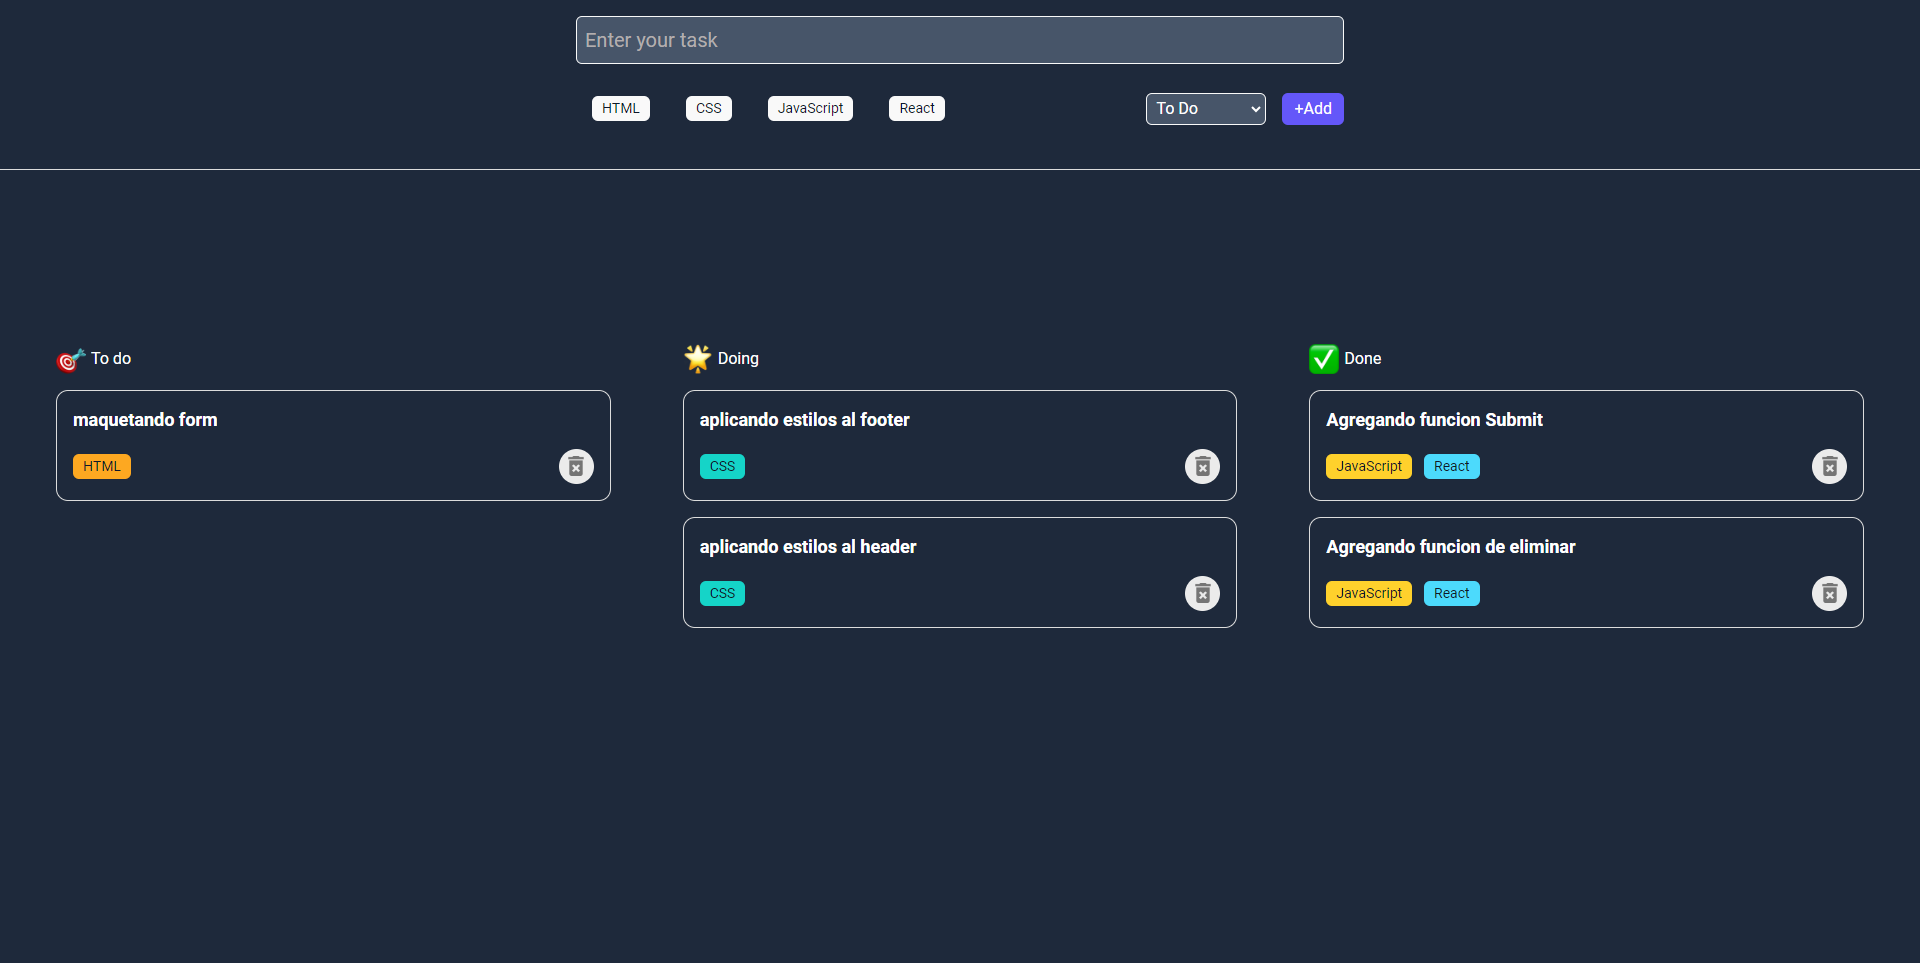 Enter your task
HTML CSS JavaScript React To Do +Add
To do
maquetando form
HTML
Doing
aplicando estilos al footer
CSS
aplicando estilos al header
CSS
Done
Agregando funcion Submit
JavaScript React
Agregando funcion de eliminar
JavaScript React